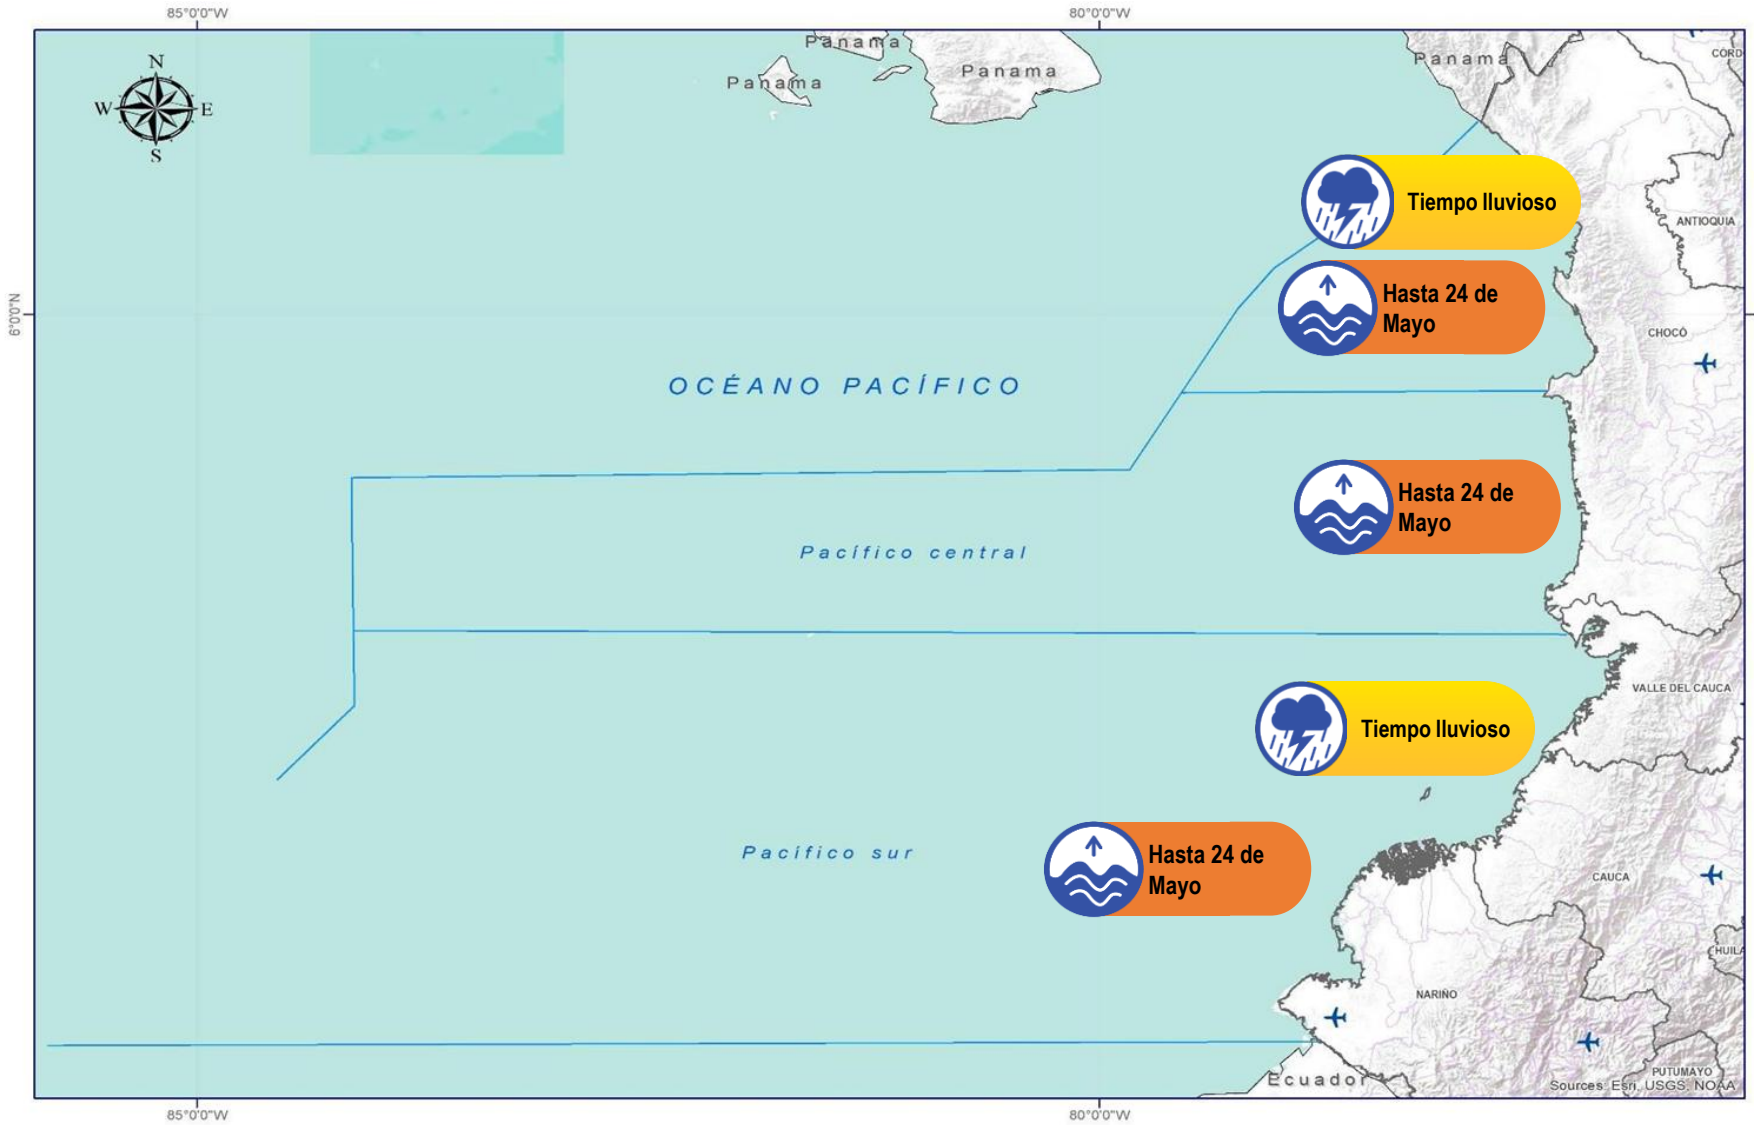 85°0'0"W
80°0'0"W
N
W
E
S
Panama
Panama
Panama
Panama
ANTIOQUIA
Tiempo lluvioso
Hasta 24 de
Mayo
6°0'0"N
CHOCÓ
OCÉANO PACÍFICO
Hasta 24 de
Mayo
Pacífico central
VALLE DEL CAUCA
Tiempo lluvioso
Pacífico sur
Hasta 24 de
Mayo
CAUCA
HUILA
NARIÑO
Ecuador
PUTUMAYO
Sources: Esri, USGS, NOAA
85°0'0"W
80°0'0"W